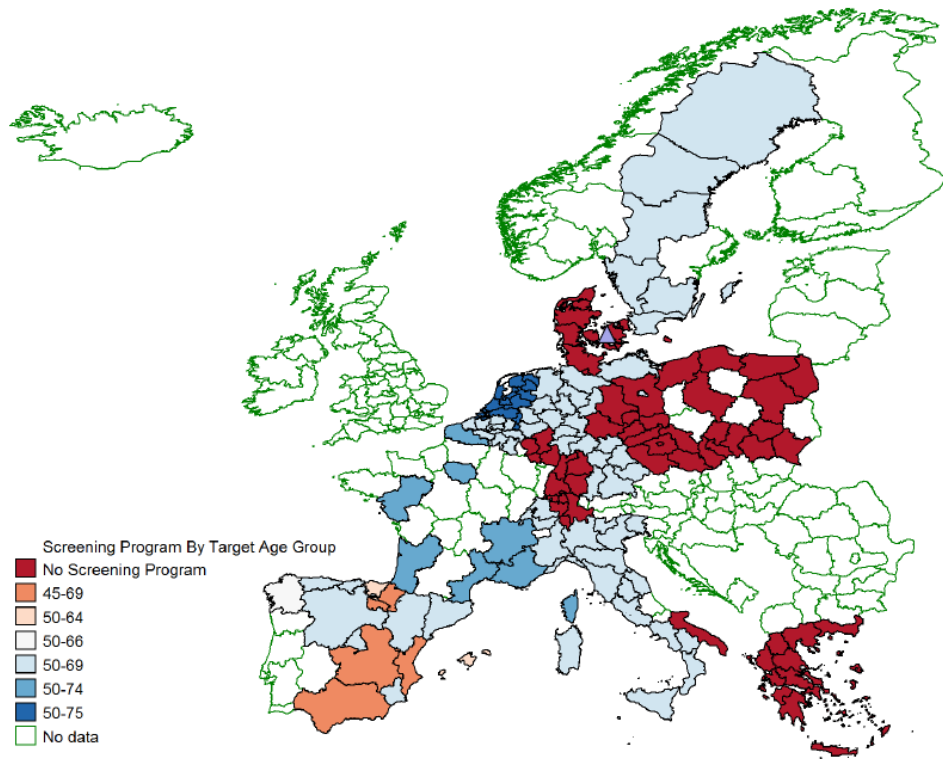 Screening Program By Target Age Group
No Screening Program
45-69
50-64
50-66
50-69
50-74
50-75
No data